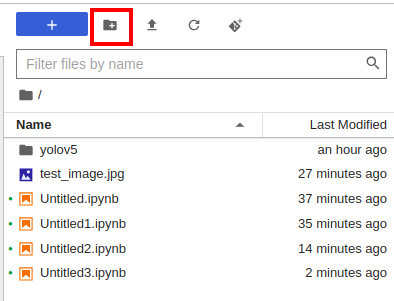 +
Filter files by name
/
Name Last Modified
yolov5 an hour ago
test_image.jpg 27 minutes ago
Untitled.ipynb 37 minutes ago
Untitled1.ipynb 35 minutes ago
Untitled2.ipynb 14 minutes ago
Untitled3.ipynb 2 minutes ago